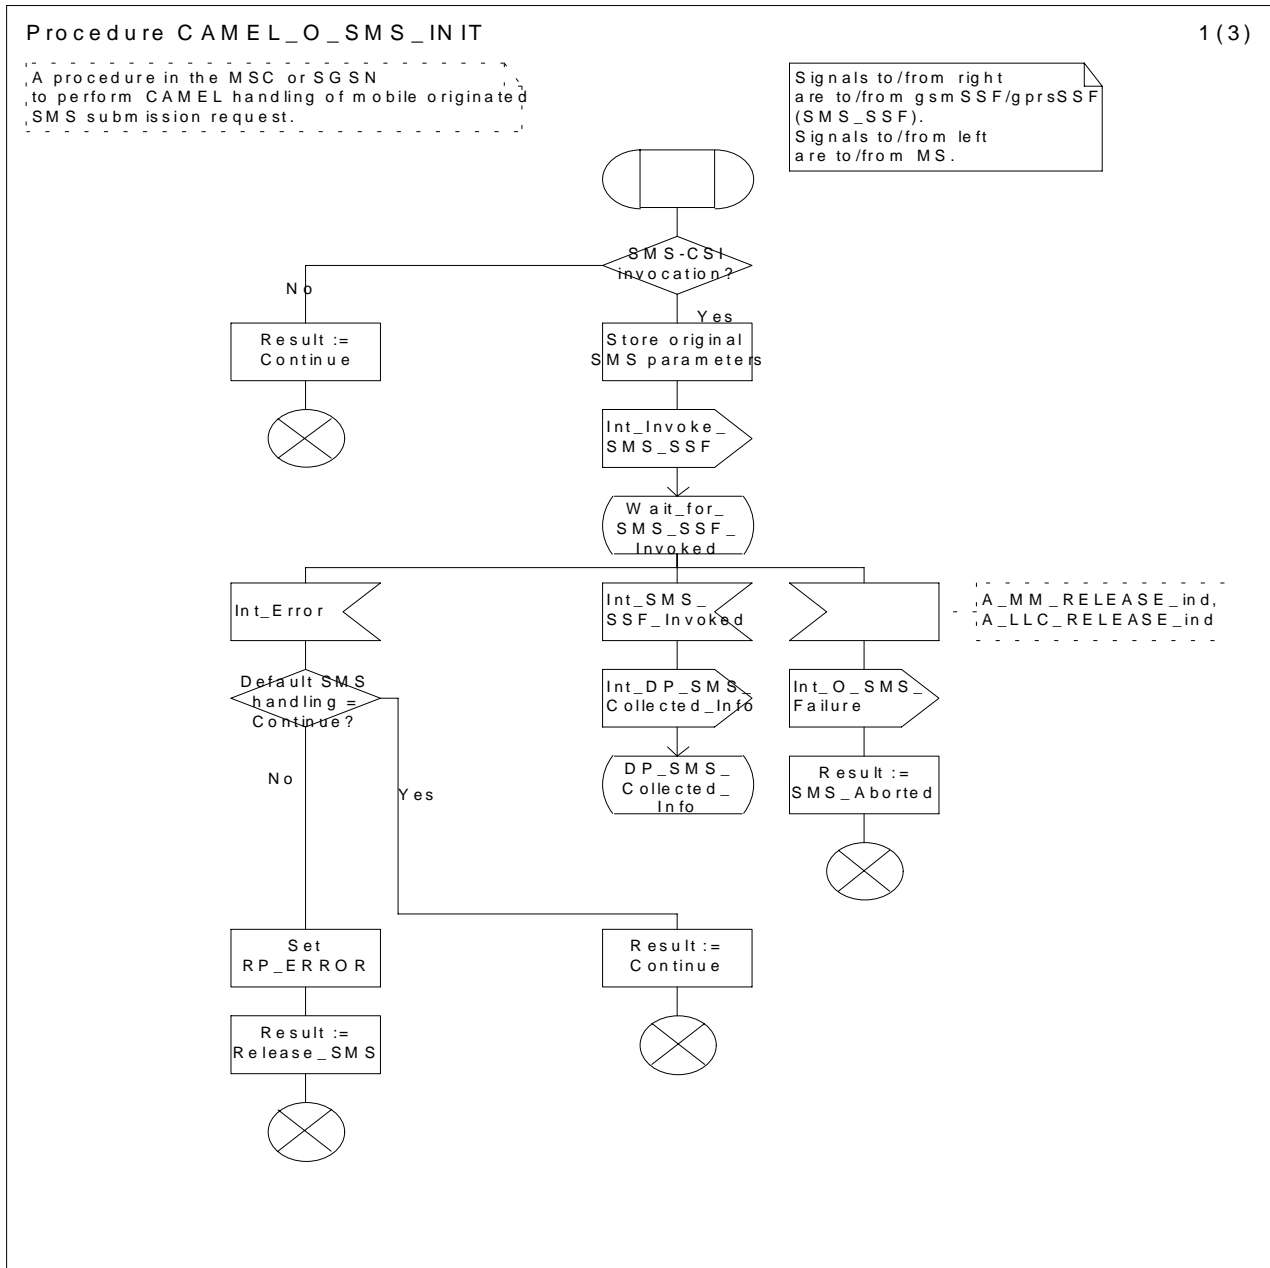 Procedure CAMEL_O_SMS_INIT
1(3)
A procedure in the MSC or SGSN
to perform CAMEL handling of mobile originated
SMS submission request.
Signals to/from right
are to/from gsmSSF/gprsSSF
(SMS_SSF).
Signals to/from left
are to/from MS.
SMS-CSI
invocation?
No
Yes
Result :=
Continue
Store original
SMS parameters
Int_Invoke_
SMS_SSF
Wait_for_
SMS_SSF_
Invoked
Int_Error
Int_SMS_
SSF_Invoked
A_MM_RELEASE_ind,
A_LLC_RELEASE_ind
Default SMS
handling =
Continue?
Int_DP_SMS_
Collected_Info
Int_O_SMS_
Failure
No
Yes
DP_SMS_
Collected_
Info
Result :=
SMS_Aborted
Set
RP_ERROR
Result :=
Continue
Result :=
Release_SMS